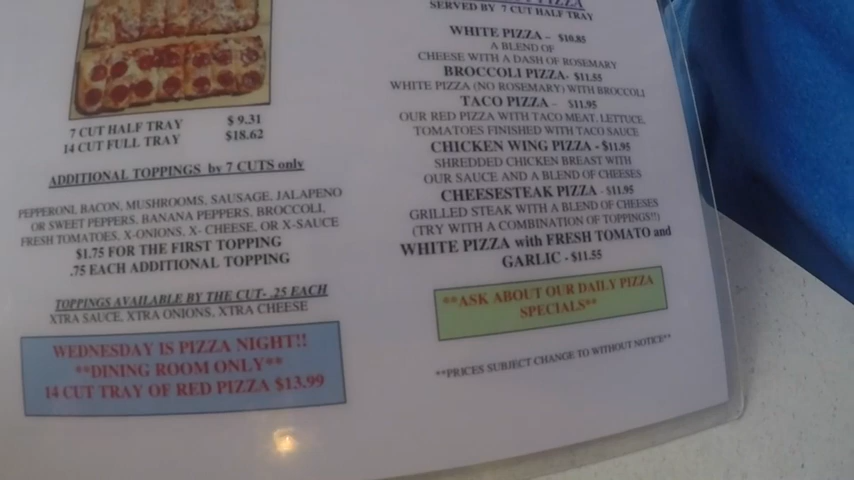 7 CUT HALF TRAY $ 9.31
14 CUT FULL TRAY $18.62
ADDITIONAL TOPPINGS by 7 CUTS only
PEPPERONI, BACON, MUSHROOMS, SAUSAGE, JALAPENO
OR SWEET PEPPERS, BANANA PEPPERS, BROCCOLI,
FRESH TOMATOES, X-ONIONS, X- CHEESE, OR X-SAUCE
$1.75 FOR THE FIRST TOPPING
.75 EACH ADDITIONAL TOPPING
TOPPINGS AVAILABLE BY THE CUT- .25 EACH
XTRA SAUCE, XTRA ONIONS, XTRA CHEESE
WEDNESDAY IS PIZZA NIGHT!!
**DINING ROOM ONLY**
14 CUT TRAY OF RED PIZZA $13.99
PIZZA
SERVED BY 7 CUT HALF TRAY
WHITE PIZZA – $10.85
A BLEND OF
CHEESE WITH A DASH OF ROSEMARY
BROCCOLI PIZZA- $11.55
WHITE PIZZA (NO ROSEMARY) WITH BROCCOLI
TACO PIZZA – $11.95
OUR RED PIZZA WITH TACO MEAT, LETTUCE,
TOMATOES FINISHED WITH TACO SAUCE
CHICKEN WING PIZZA - $11.95
SHREDDED CHICKEN BREAST WITH
OUR SAUCE AND A BLEND OF CHEESES
CHEESESTEAK PIZZA - $11.95
GRILLED STEAK WITH A BLEND OF CHEESES
(TRY WITH A COMBINATION OF TOPPINGS!!)
WHITE PIZZA with FRESH TOMATO and
GARLIC - $11.55
**ASK ABOUT OUR DAILY PIZZA
SPECIALS**
**PRICES SUBJECT CHANGE TO WITHOUT NOTICE**